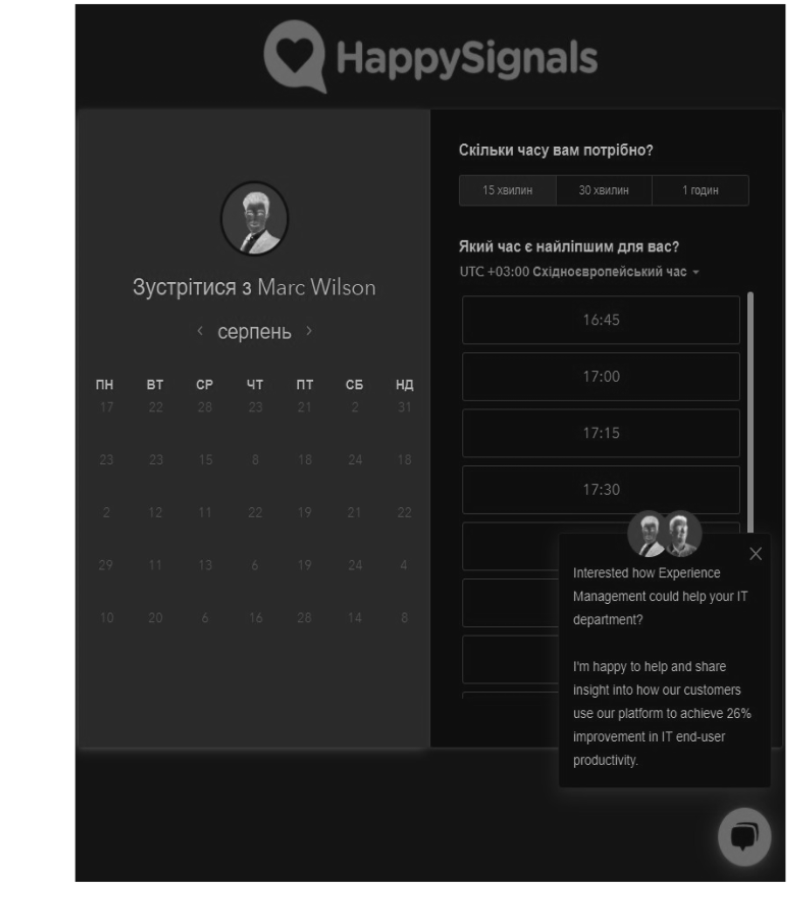 HappySignals
Зустрітися з Marc Wilson
‹ серпень ›
ПН ВТ СР ЧТ ПТ СБ НД
17 22 28 23 21 2 31
23 23 15 8 18 24 18
2 12 11 22 19 21 22
29 11 13 6 19 24 4
10 20 6 16 28 14 8
Скільки часу вам потрібно?
15 хвилин 30 хвилин 1 годин
Який час є найліпшим для вас?
UTC +03:00 Східноєвропейський час
16:45
17:00
17:15
17:30
Interested how Experience
Management could help your IT
department?
I'm happy to help and share
insight into how our customers
use our platform to achieve 26%
improvement in IT end-user
productivity.